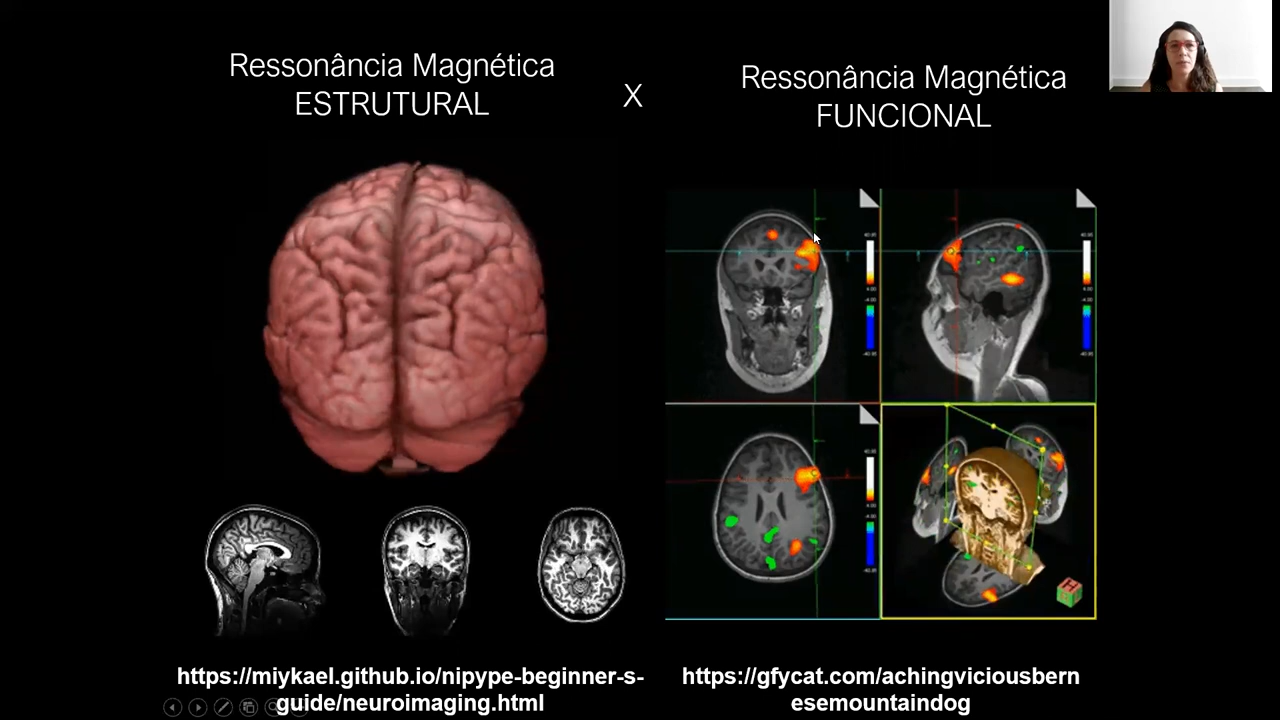 Ressonância Magnética
ESTRUTURAL
X
Ressonância Magnética
FUNCIONAL
https://miykael.github.io/nipype-beginner-s-
guide/neuroimaging.html
https://gfycat.com/achingviciousbern
esemountaindog